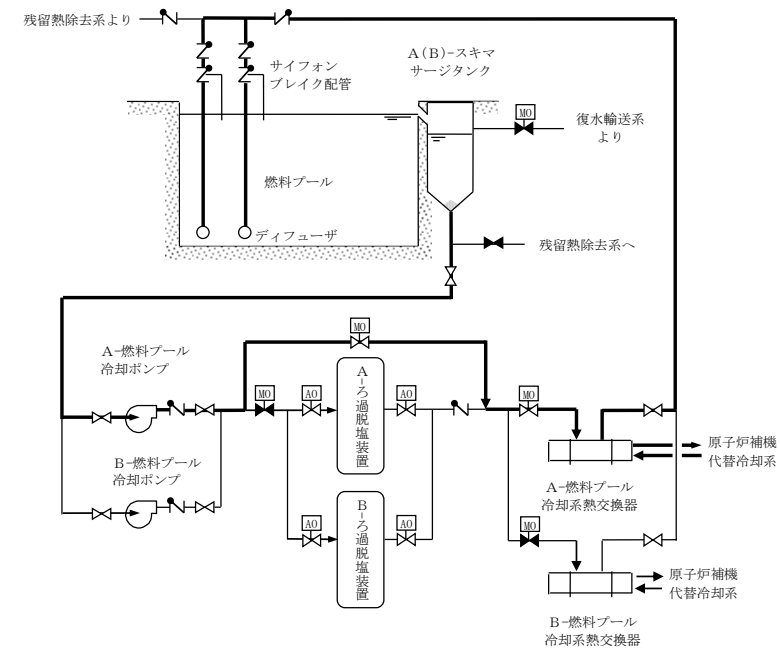 残留熱除去系より
サイフォン
ブレイク配管
A(B)-スキマ
サージタンク
MO
復水輸送系
より
燃料プール
ディフューザ
残留熱除去系へ
MO
A-燃料プール
冷却ポンプ
MO
AO
A-ろ過脱塩装置
AO
MO
原子炉補機
代替冷却系
B-燃料プール
冷却ポンプ
A-燃料プール
冷却系熱交換器
AO
B-ろ過脱塩装置
AO
MO
原子炉補機
代替冷却系
B-燃料プール
冷却系熱交換器